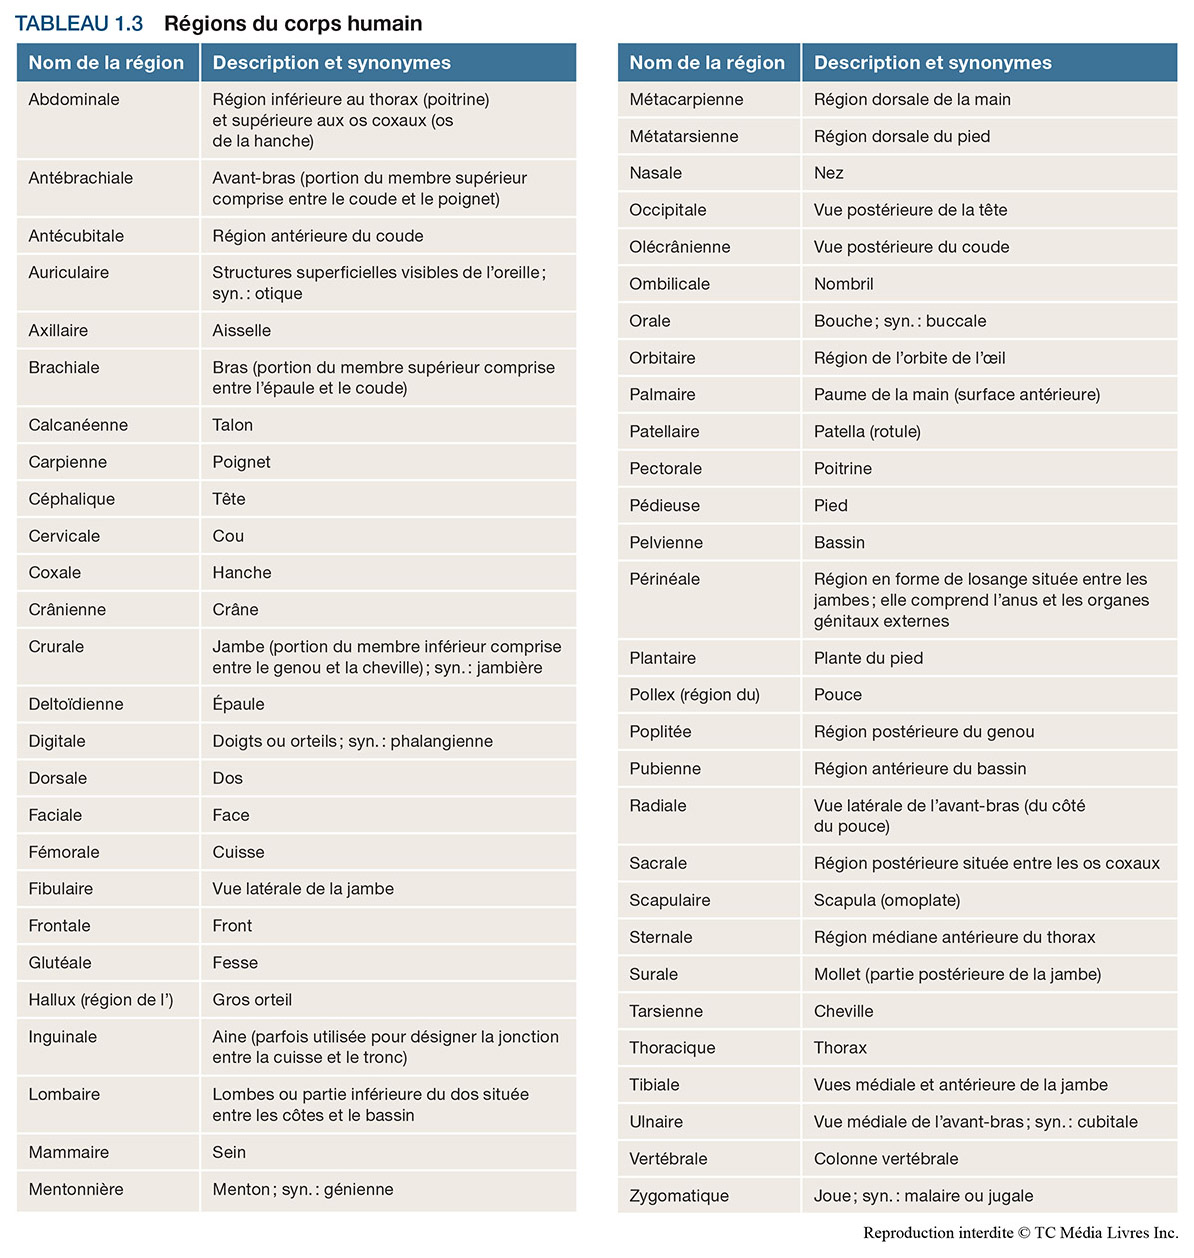 TABLEAU 1.3 Régions du corps humain
Nom de la région Description et synonymes
Abdominale Région inférieure au thorax (poitrine)
et supérieure aux os coxaux (os
de la hanche)
Antébrachiale Avant-bras (portion du membre supérieur
comprise entre le coude et le poignet)
Antécubitale Région antérieure du coude
Auriculaire Structures superficielles visibles de l’oreille ;
syn. : otique
Axillaire Aisselle
Brachiale Bras (portion du membre supérieur comprise
entre l’épaule et le coude)
Calcanéenne Talon
Carpienne Poignet
Céphalique Tête
Cervicale Cou
Coxale Hanche
Crânienne Crâne
Crurale Jambe (portion du membre inférieur comprise
entre le genou et la cheville) ; syn. : jambière
Deltoïdienne Épaule
Digitale Doigts ou orteils ; syn. : phalangienne
Dorsale Dos
Faciale Face
Fémorale Cuisse
Fibulaire Vue latérale de la jambe
Frontale Front
Glutéale Fesse
Hallux (région de l’) Gros orteil
Inguinale Aine (parfois utilisée pour désigner la jonction
entre la cuisse et le tronc)
Lombaire Lombes ou partie inférieure du dos située
entre les côtes et le bassin
Mammaire Sein
Mentonnière Menton ; syn. : génienne
Nom de la région Description et synonymes
Métacarpienne Région dorsale de la main
Métatarsienne Région dorsale du pied
Nasale Nez
Occipitale Vue postérieure de la tête
Olécrânienne Vue postérieure du coude
Ombilicale Nombril
Orale Bouche ; syn. : buccale
Orbitaire Région de l’orbite de l’œil
Palmaire Paume de la main (surface antérieure)
Patellaire Patella (rotule)
Pectorale Poitrine
Pédieuse Pied
Pelvienne Bassin
Périnéale Région en forme de losange située entre les
jambes ; elle comprend l’anus et les organes
génitaux externes
Plantaire Plante du pied
Pollex (région du) Pouce
Poplitée Région postérieure du genou
Pubienne Région antérieure du bassin
Radiale Vue latérale de l’avant-bras (du côté
du pouce)
Sacrale Région postérieure située entre les os coxaux
Scapulaire Scapula (omoplate)
Sternale Région médiane antérieure du thorax
Surale Mollet (partie postérieure de la jambe)
Tarsienne Cheville
Thoracique Thorax
Tibiale Vues médiale et antérieure de la jambe
Ulnaire Vue médiale de l’avant-bras ; syn. : cubitale
Vertébrale Colonne vertébrale
Zygomatique Joue ; syn. : malaire ou jugale
Reproduction interdite © TC Média Livres Inc.